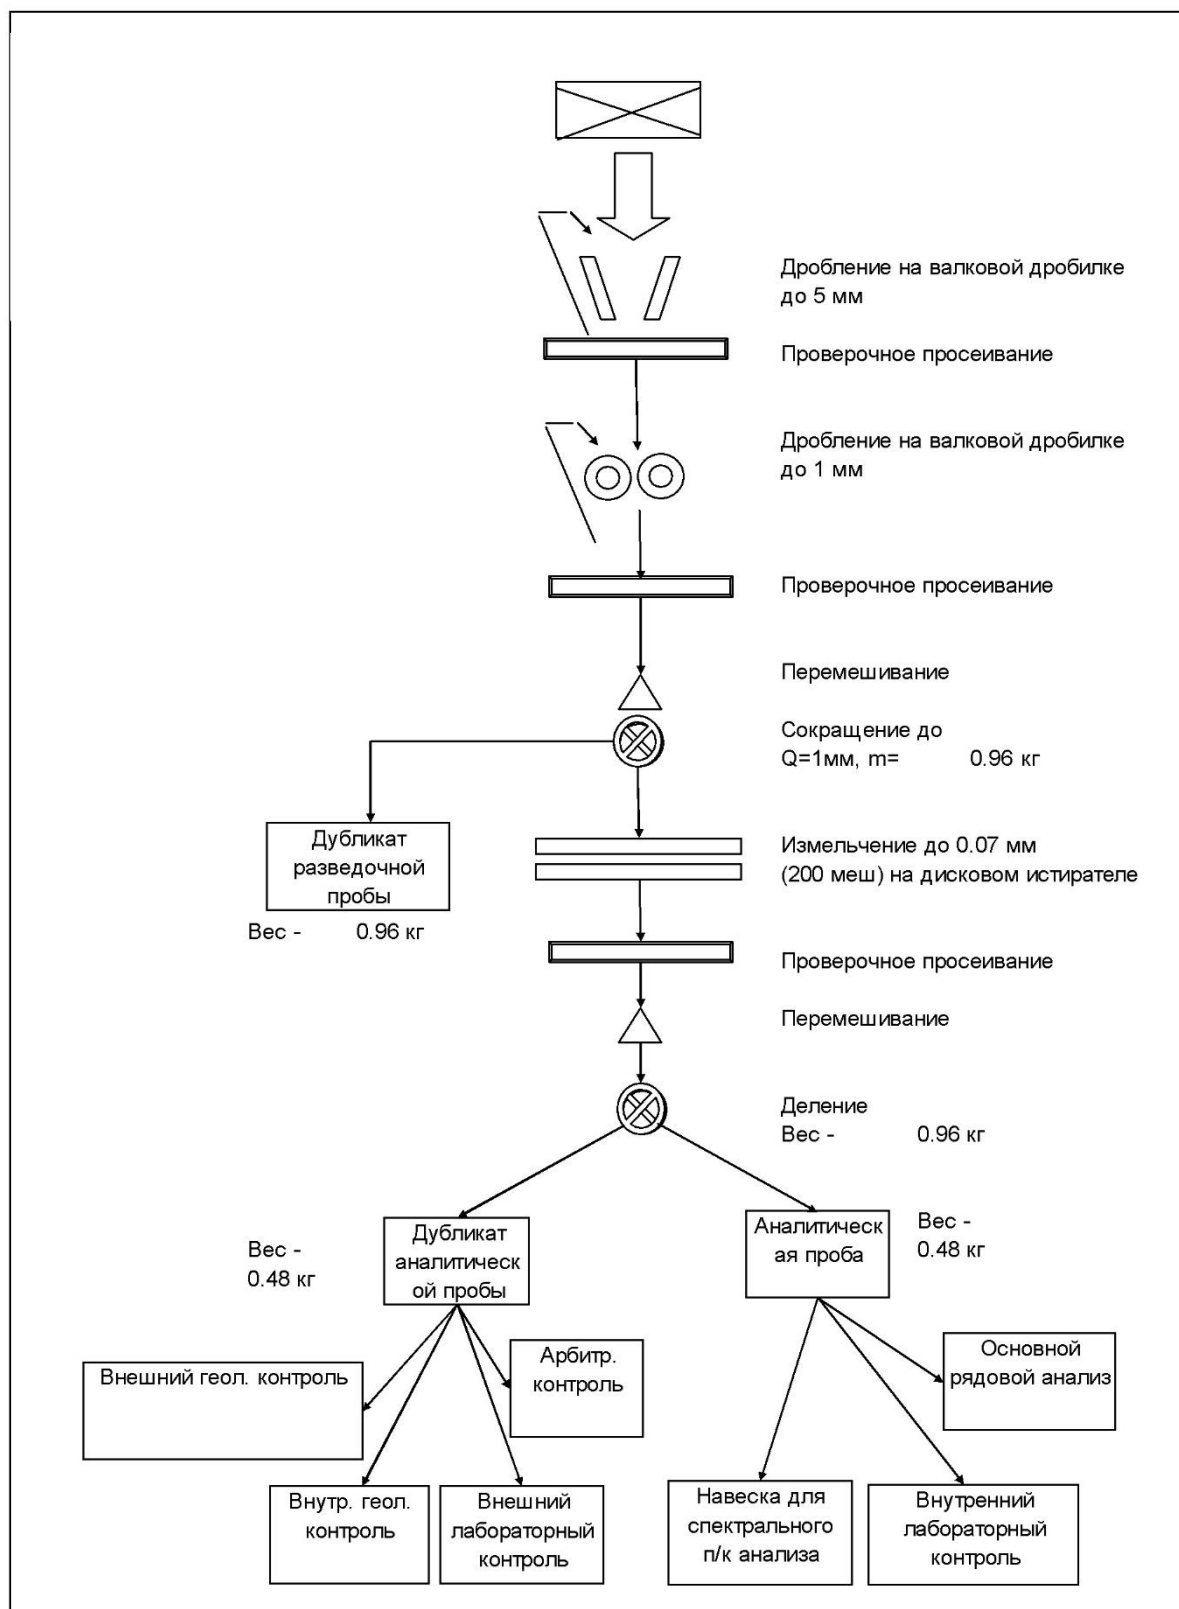 Дробление на валковой дробилке
до 5 мм
Проверочное просеивание
Дробление на валковой дробилке
до 1 мм
Проверочное просеивание
Перемешивание
Сокращение до
Q=1мм, m= 0.96 кг
Дубликат
разведочной
пробы
Вес - 0.96 кг
Измельчение до 0.07 мм
(200 меш) на дисковом истирателе
Проверочное просеивание
Перемешивание
Деление
Вес - 0.96 кг
Вес -
0.48 кг
Дубликат
аналитическ
ой пробы
Аналитическ
ая проба
Вес -
0.48 кг
Внешний геол. контроль
Арбитр.
контроль
Основной
рядовой анализ
Внутр. геол.
контроль
Внешний
лабораторный
контроль
Навеска для
спектрального
п/к анализа
Внутренний
лабораторный
контроль